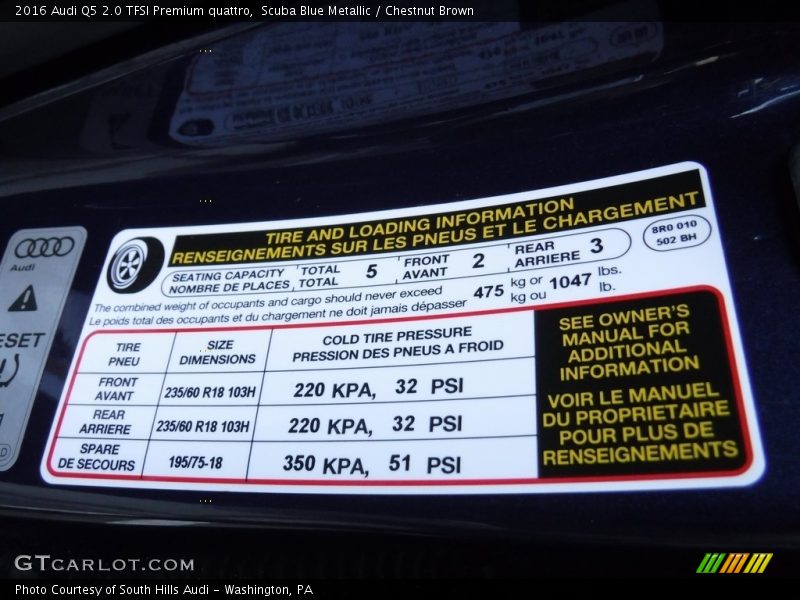 2016 Audi Q5 2.0 TFSI Premium quattro,  Scuba Blue Metallic / Chestnut Brown
Audi
TIRE AND LOADING INFORMATION
RENSEIGNEMENTS SUR LES PNEUS ET LE CHARGEMENT
SEATING CAPACITY TOTAL 5 FRONT 2 REAR 3
NOMBRE DE PLACES, TOTAL AVANT ARRIERE
8R0 010
502 BH
The combined weight of occupants and cargo should never exceed 475 kg or 1047 lbs.
Le poids total des occupants et du chargement ne doit jamais dépasser kg ou lb.
TIRE SIZE COLD TIRE PRESSURE
PNEU DIMENSIONS PRESSION DES PNEUS A FROID
FRONT
AVANT
235/60 R18 103H 220 KPA, 32 PSI
REAR
ARRIERE
235/60 R18 103H 220 KPA, 32 PSI
SPARE
DE SECOURS
195/75-18 350 KPA, 51 PSI
SEE OWNER'S
MANUAL FOR
ADDITIONAL
INFORMATION
VOIR LE MANUEL
DU PROPRIETAIRE
POUR PLUS DE
RENSEIGNEMENTS
GTCARLOT.COM
Photo Courtesy of South Hills Audi - Washington, PA